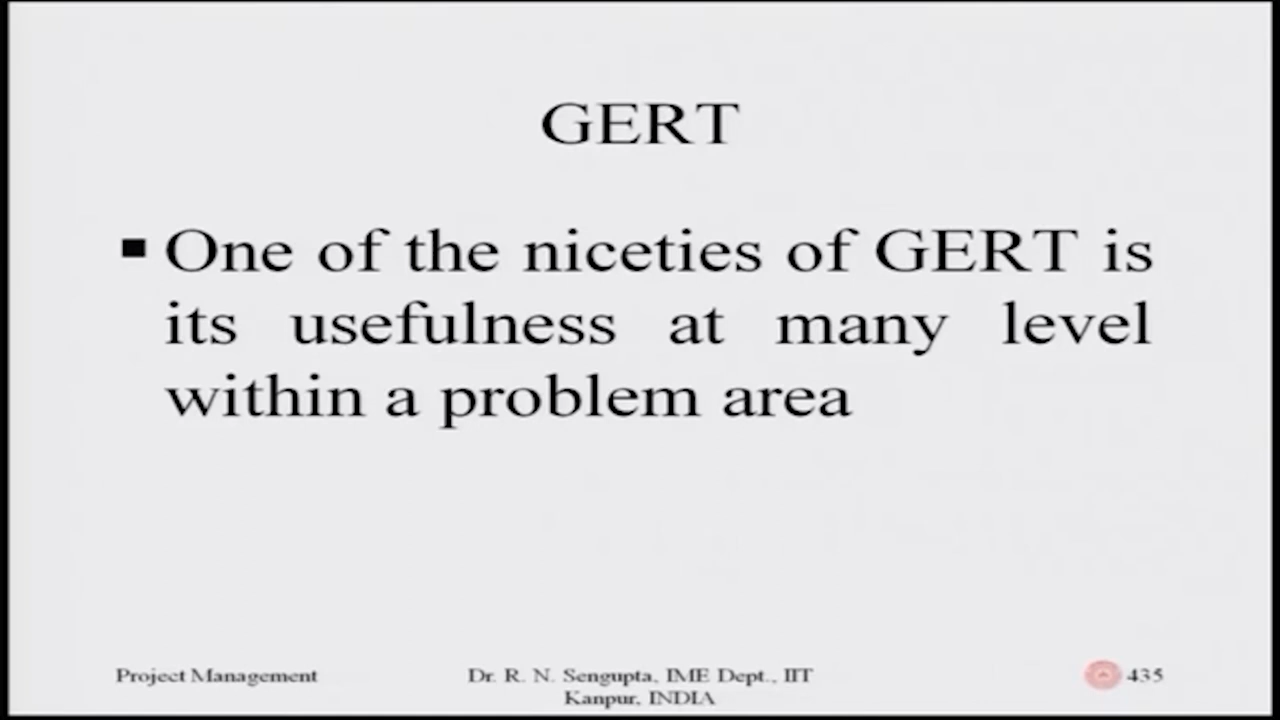 GERT
▪ One of the niceties of GERT is
its usefulness at many level
within a problem area
Project Management
Dr. R. N. Sengupta, IME Dept., IIT
Kanpur, INDIA
435